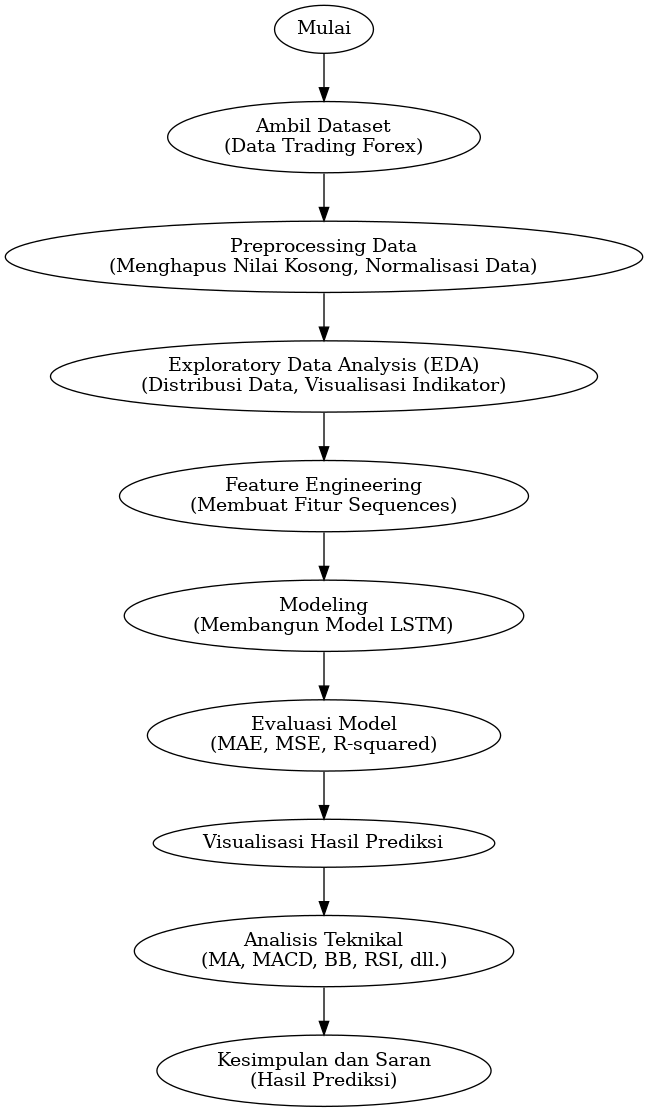 Mulai
Ambil Dataset
(Data Trading Forex)
Preprocessing Data
(Menghapus Nilai Kosong, Normalisasi Data)
Exploratory Data Analysis (EDA)
(Distribusi Data, Visualisasi Indikator)
Feature Engineering
(Membuat Fitur Sequences)
Modeling
(Membangun Model LSTM)
Evaluasi Model
(MAE, MSE, R-squared)
Visualisasi Hasil Prediksi
Analisis Teknikal
(MA, MACD, BB, RSI, dll.)
Kesimpulan dan Saran
(Hasil Prediksi)